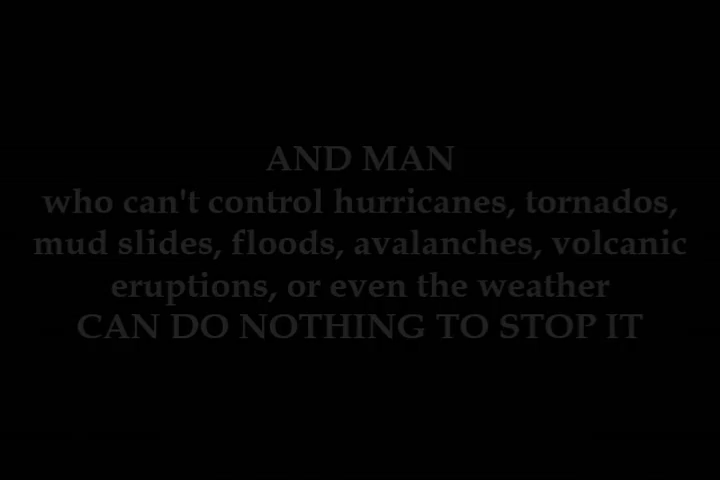 AND MAN
who can't control hurricanes, tornados,
mud slides, floods, avalanches, volcanic
eruptions, or even the weather
CAN DO NOTHING TO STOP IT